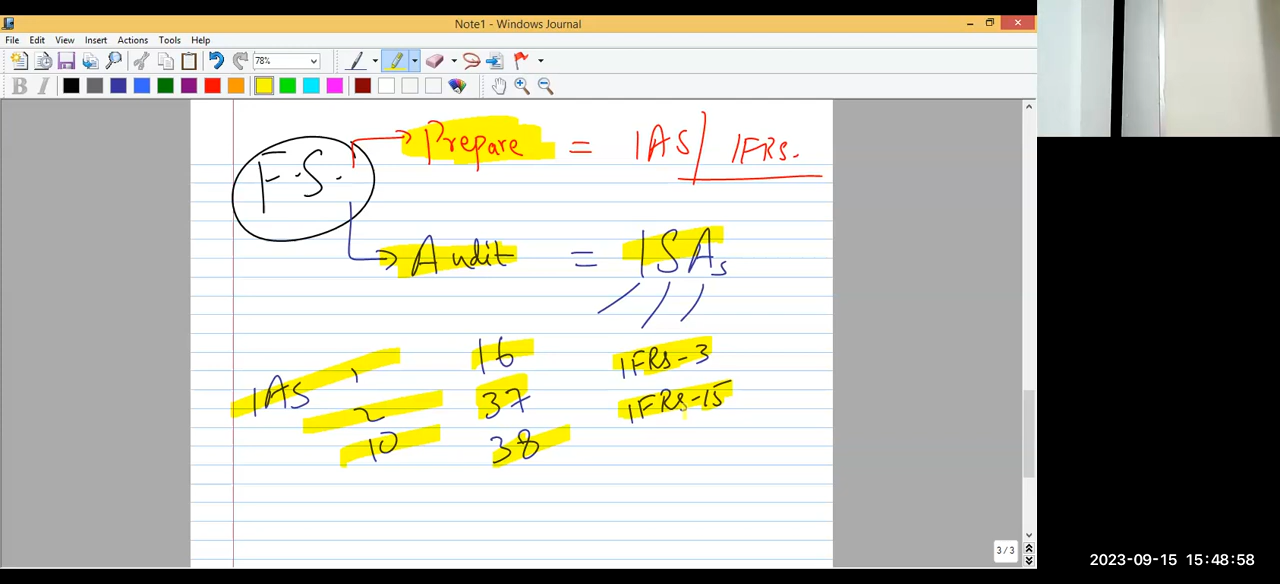 Note1 - Windows Journal
File Edit View Insert Actions Tools Help
78%
B I
F.S. Prepare = IAS/ IFRS.
Audit = ISAs
IAS 1 16 IFRS-3
2 37 IFRS-15
10 38
3 / 3
2023-09-15 15:48:58